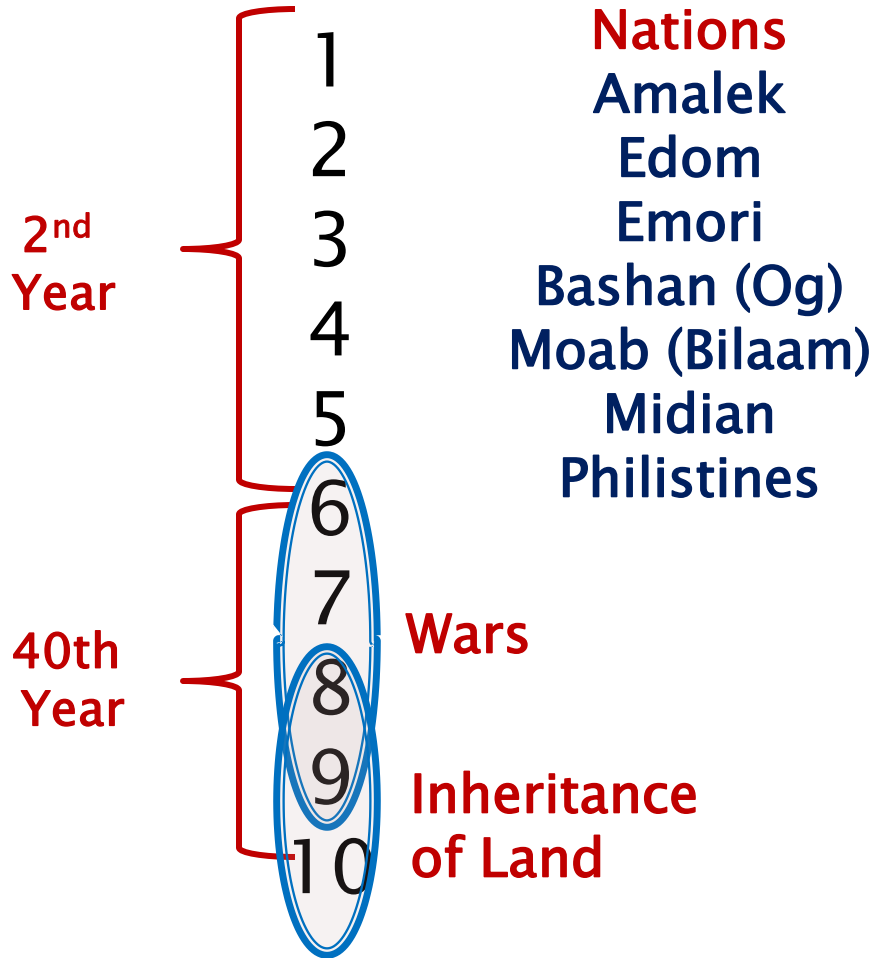 2nd
Year
40th
Year
1
2
3
4
5
6
7
8
9
10
Nations
Amalek
Edom
Emori
Bashan (Og)
Moab (Bilaam)
Midian
Philistines
Wars
Inheritance
of Land